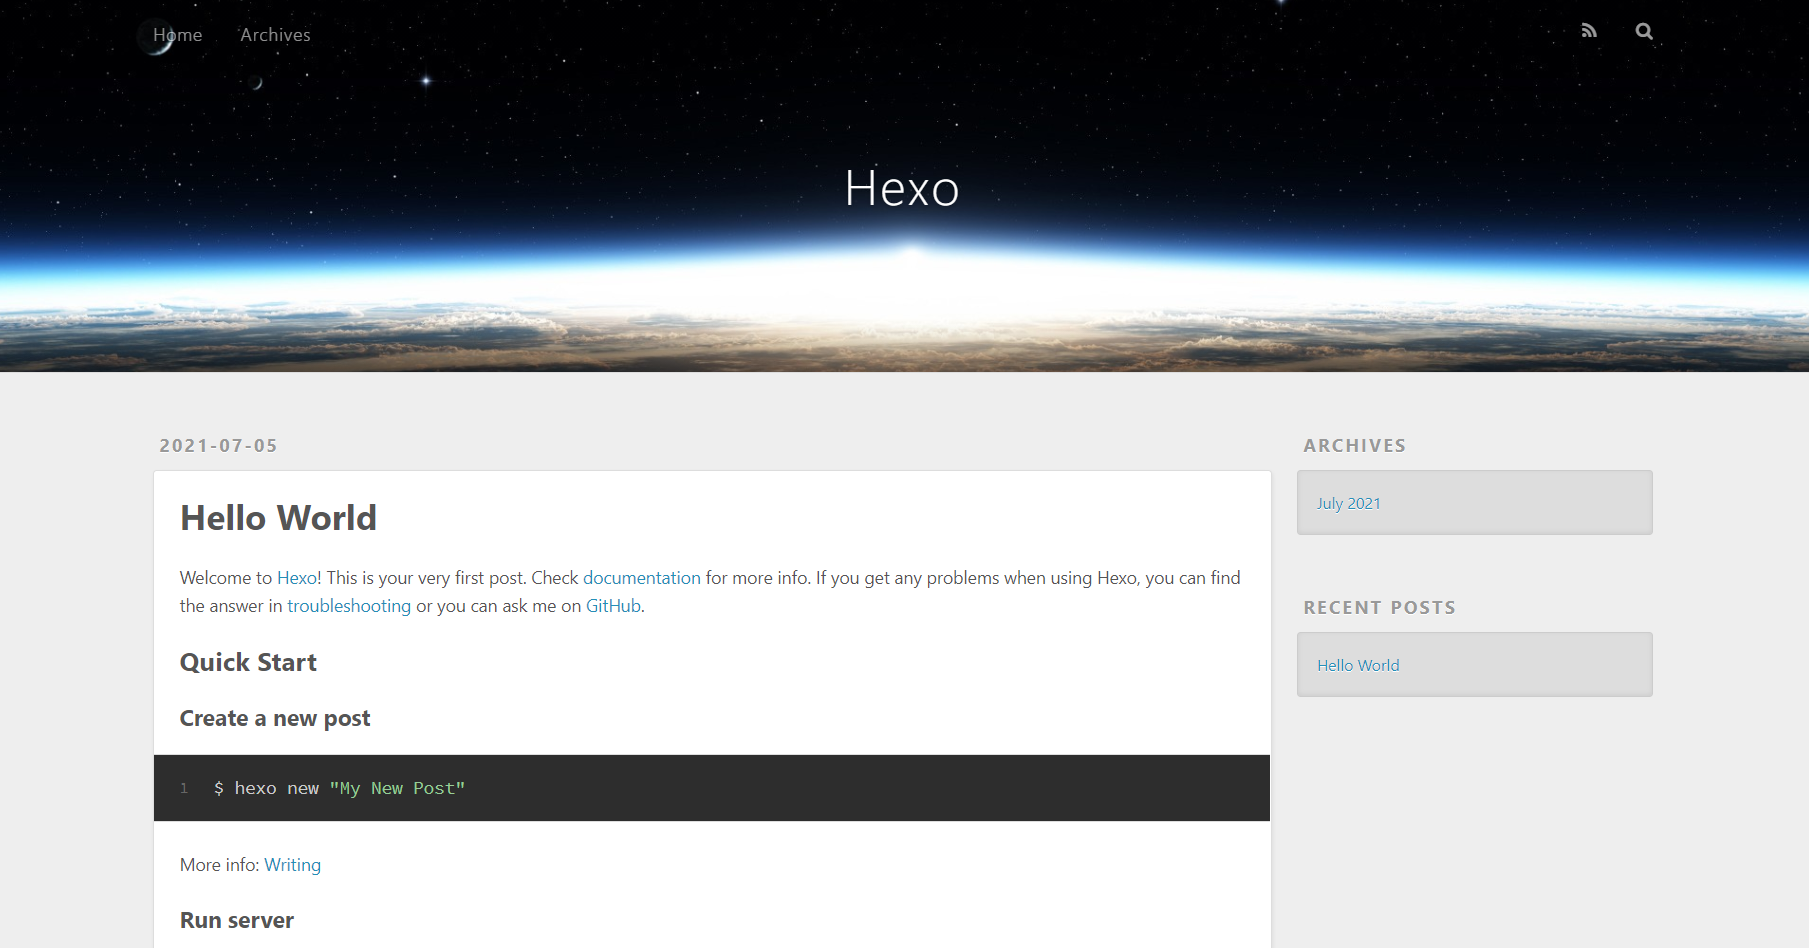 Home Archives
Hexo
2021-07-05
Hello World
Welcome to Hexo! This is your very first post. Check documentation for more info. If you get any problems when using Hexo, you can find
the answer in troubleshooting or you can ask me on GitHub.
Quick Start
Create a new post
1 $ hexo new "My New Post"
More info: Writing
Run server
ARCHIVES
July 2021
RECENT POSTS
Hello World